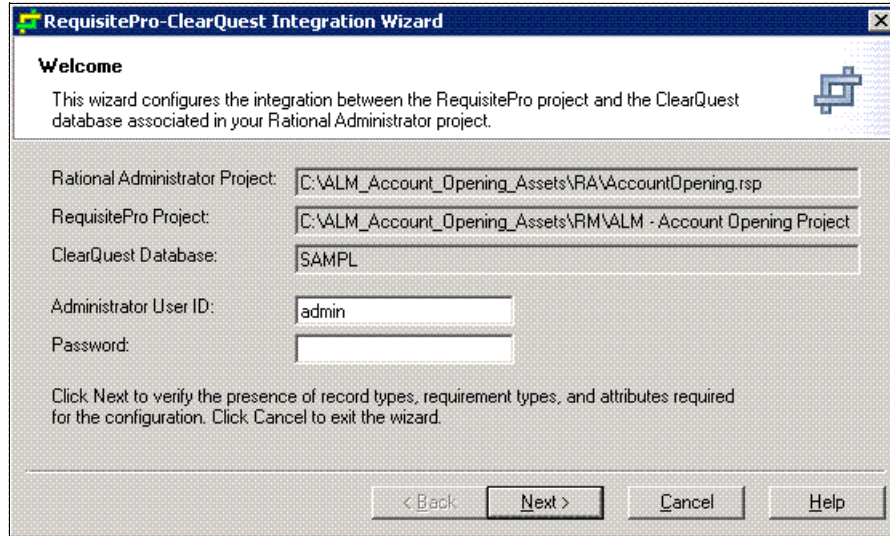 RequisitePro-ClearQuest Integration Wizard
Welcome
This wizard configures the integration between the RequisitePro project and the ClearQuest
database associated in your Rational Administrator project.
Rational Administrator Project: C:\ALM_Account_Opening_Assets\RA\AccountOpening.rsp
RequisitePro Project: C:\ALM_Account_Opening_Assets\RM\ALM - Account Opening Project
ClearQuest Database: SAMPL
Administrator User ID: admin
Password:
Click Next to verify the presence of record types, requirement types, and attributes required
for the configuration. Click Cancel to exit the wizard.
< Back Next > Cancel Help